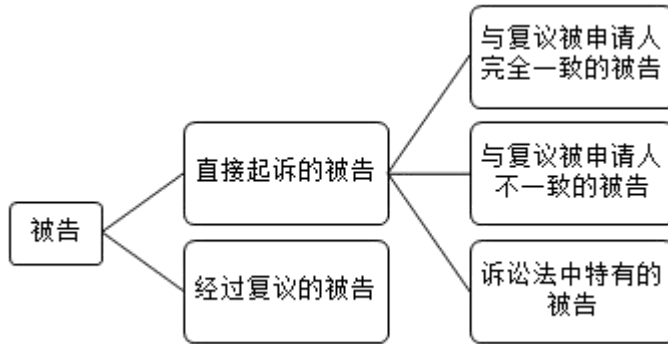 被告
直接起诉的被告
经过复议的被告
与复议被申请人
完全一致的被告
与复议被申请人
不一致的被告
诉讼法中特有的
被告